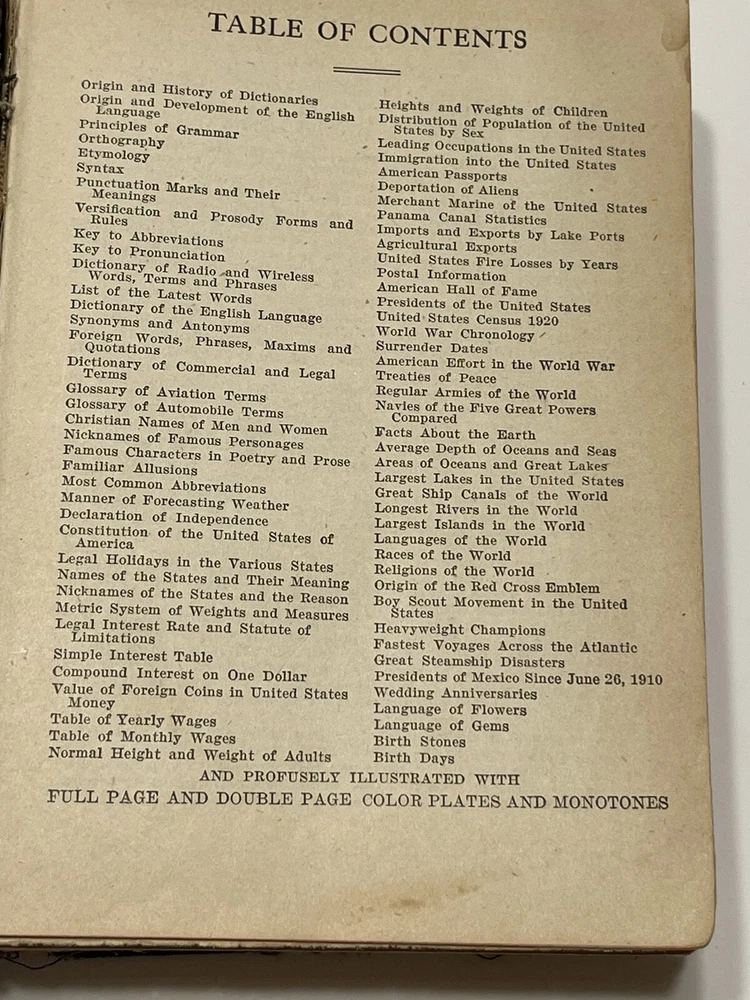 TABLE OF CONTENTS
Origin and History of Dictionaries
Origin and Development of the English
Language
Principles of Grammar
Orthography
Etymology
Syntax
Punctuation Marks and Their
Meanings
Versification and Prosody Forms and
Rules
Key to Abbreviations
Key to Pronunciation
Dictionary of Radio and Wireless
Words, Terms and Phrases
List of the Latest Words
Dictionary of the English Language
Synonyms and Antonyms
Foreign Words, Phrases, Maxims and
Quotations
Dictionary of Commercial and Legal
Terms
Glossary of Aviation Terms
Glossary of Automobile Terms
Christian Names of Men and Women
Nicknames of Famous Personages
Famous Characters in Poetry and Prose
Familiar Allusions
Most Common Abbreviations
Manner of Forecasting Weather
Declaration of Independence
Constitution of the United States of
America
Legal Holidays in the Various States
Names of the States and Their Meaning
Nicknames of the States and the Reason
Metric System of Weights and Measures
Legal Interest Rate and Statute of
Limitations
Simple Interest Table
Compound Interest on One Dollar
Value of Foreign Coins in United States
Money
Table of Yearly Wages
Table of Monthly Wages
Normal Height and Weight of Adults
Heights and Weights of Children
Distribution of Population of the United
States by Sex
Leading Occupations in the United States
Immigration into the United States
American Passports
Deportation of Aliens
Merchant Marine of the United States
Panama Canal Statistics
Imports and Exports by Lake Ports
Agricultural Exports
United States Fire Losses by Years
Postal Information
American Hall of Fame
Presidents of the United States
United States Census 1920
World War Chronology
Surrender Dates
American Effort in the World War
Treaties of Peace
Regular Armies of the World
Navies of the Five Great Powers
Compared
Facts About the Earth
Average Depth of Oceans and Seas
Areas of Oceans and Great Lakes
Largest Lakes in the United States
Great Ship Canals of the World
Longest Rivers in the World
Largest Islands in the World
Languages of the World
Races of the World
Religions of the World
Origin of the Red Cross Emblem
Boy Scout Movement in the United
States
Heavyweight Champions
Fastest Voyages Across the Atlantic
Great Steamship Disasters
Presidents of Mexico Since June 26, 1910
Wedding Anniversaries
Language of Flowers
Language of Gems
Birth Stones
Birth Days
AND PROFUSELY ILLUSTRATED WITH
FULL PAGE AND DOUBLE PAGE COLOR PLATES AND MONOTONES